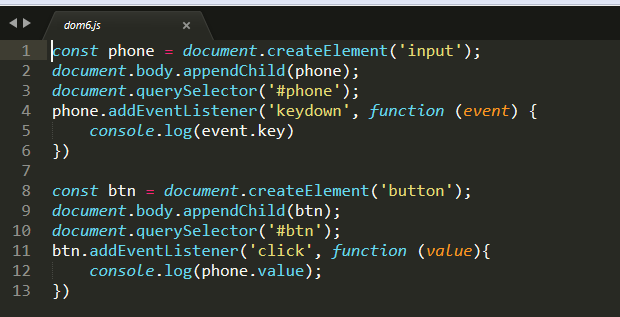 dom6.js ×
1 const phone = document.createElement('input');
2 document.body.appendChild(phone);
3 document.querySelector('#phone');
4 phone.addEventListener('keydown', function (event) {
5     console.log(event.key)
6 })
7
8 const btn = document.createElement('button');
9 document.body.appendChild(btn);
10 document.querySelector('#btn');
11 btn.addEventListener('click', function (value){
12     console.log(phone.value);
13 })